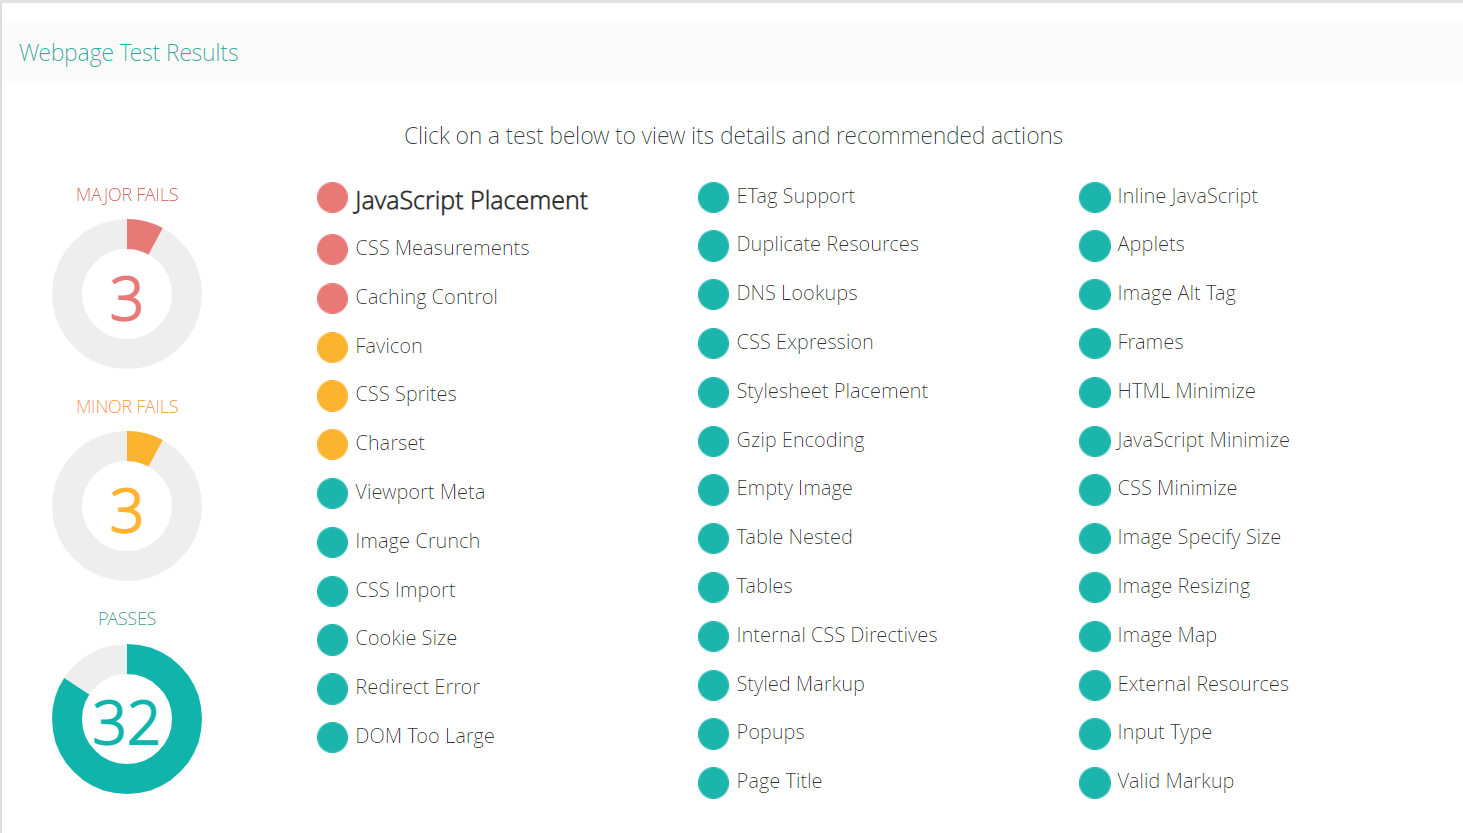 Webpage Test Results
Click on a test below to view its details and recommended actions
MAJOR FAILS
3
MINOR FAILS
3
PASSES
32
JavaScript Placement
CSS Measurements
Caching Control
Favicon
CSS Sprites
Charset
Viewport Meta
Image Crunch
CSS Import
Cookie Size
Redirect Error
DOM Too Large
ETag Support
Duplicate Resources
DNS Lookups
CSS Expression
Stylesheet Placement
Gzip Encoding
Empty Image
Table Nested
Tables
Internal CSS Directives
Styled Markup
Popups
Page Title
Inline JavaScript
Applets
Image Alt Tag
Frames
HTML Minimize
JavaScript Minimize
CSS Minimize
Image Specify Size
Image Resizing
Image Map
External Resources
Input Type
Valid Markup